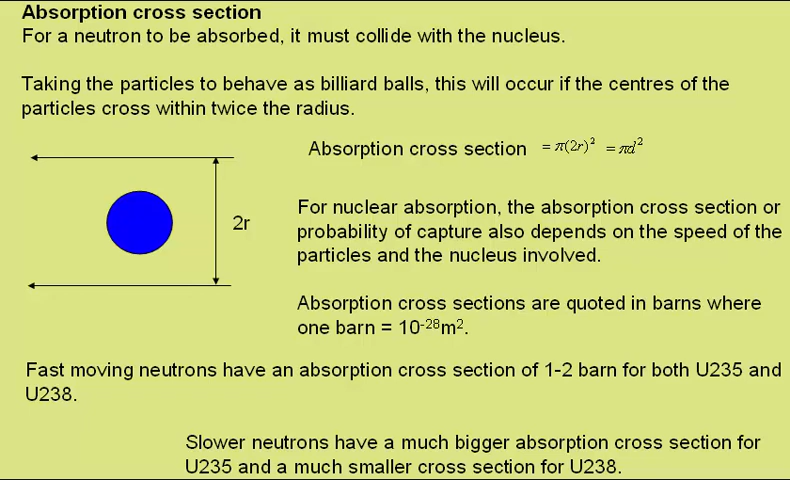 Absorption cross section
For a neutron to be absorbed, it must collide with the nucleus.
Taking the particles to behave as billiard balls, this will occur if the centres of the
particles cross within twice the radius.
Absorption cross section = π(2r)² = πd²
2r
For nuclear absorption, the absorption cross section or
probability of capture also depends on the speed of the
particles and the nucleus involved.
Absorption cross sections are quoted in barns where
one barn = 10⁻²⁸m².
Fast moving neutrons have an absorption cross section of 1-2 barn for both U235 and
U238.
Slower neutrons have a much bigger absorption cross section for
U235 and a much smaller cross section for U238.